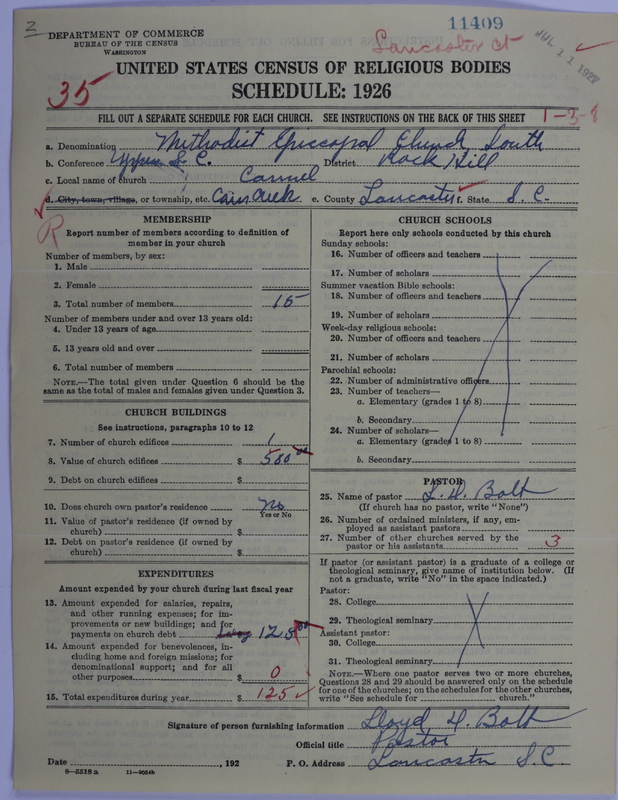 2
11409
DEPARTMENT OF COMMERCE
BUREAU OF THE CENSUS
WASHINGTON
Lancaster Ct
JUL 11 1927
UNITED STATES CENSUS OF RELIGIOUS BODIES
35
SCHEDULE: 1926
FILL OUT A SEPARATE SCHEDULE FOR EACH CHURCH. SEE INSTRUCTIONS ON THE BACK OF THIS SHEET
1-3-8
a. Denomination Methodist Episcopal Church South
b. Conference Upper S. C. District Rock Hill
c. Local name of church Carmel
d. City, town, village, or township, etc. Cain Creek e. County Lancaster f. State S. C.
R
MEMBERSHIP
Report number of members according to definition of
member in your church
Number of members, by sex:
1. Male
2. Female
3. Total number of members 15
Number of members under and over 13 years old:
4. Under 13 years of age
5. 13 years old and over
6. Total number of members
NOTE.—The total given under Question 6 should be the
same as the total of males and females given under Question 3.
CHURCH BUILDINGS
See instructions, paragraphs 10 to 12
7. Number of church edifices 1
8. Value of church edifices $ 500 00
9. Debt on church edifices $
10. Does church own pastor's residence No
Yes or No
11. Value of pastor's residence (if owned by
church) $
12. Debt on pastor's residence (if owned by
church) $
EXPENDITURES
Amount expended by your church during last fiscal year
13. Amount expended for salaries, repairs,
and other running expenses; for im-
provements or new buildings; and for
payments on church debt 125 00
14. Amount expended for benevolences, in-
cluding home and foreign missions; for
denominational support; and for all
other purposes $ 0
15. Total expenditures during year $ 125
CHURCH SCHOOLS
Report here only schools conducted by this church
Sunday schools:
16. Number of officers and teachers
17. Number of scholars
Summer vacation Bible schools:
18. Number of officers and teachers
19. Number of scholars
Week-day religious schools:
20. Number of officers and teachers
21. Number of scholars
Parochial schools:
22. Number of administrative officers
23. Number of teachers—
a. Elementary (grades 1 to 8)
b. Secondary
24. Number of scholars—
a. Elementary (grades 1 to 8)
b. Secondary
PASTOR
25. Name of pastor L. H. Bolt
(If church has no pastor, write "None")
26. Number of ordained ministers, if any, em-
ployed as assistant pastors
27. Number of other churches served by the
pastor or his assistants 3
If pastor (or assistant pastor) is a graduate of a college or
theological seminary, give name of institution below. (If
not a graduate, write "No" in the space indicated.)
Pastor:
28. College
29. Theological seminary
Assistant pastor:
30. College
31. Theological seminary
NOTE.—Where one pastor serves two or more churches,
Questions 28 and 29 should be answered only on the schedule
for one of the churches; on the schedules for the other churches,
write "See schedule for church."
Signature of person furnishing information Lloyd H. Bolt
Official title Pastor
Date , 192 P. O. Address Lancaster S. C.
8—5518 a 11—9054b